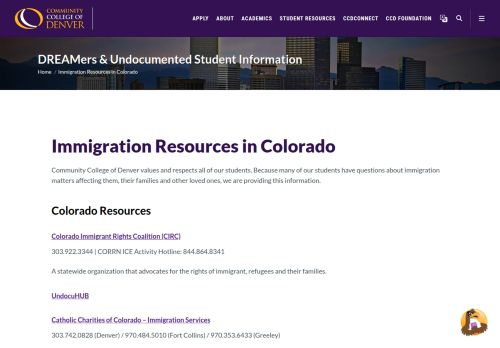 COMMUNITY
COLLEGE OF
DENVER
APPLY ABOUT ACADEMICS STUDENT RESOURCES CCDCONNECT CCD FOUNDATION
DREAMers & Undocumented Student Information
Home / Immigration Resources in Colorado
Immigration Resources in Colorado
Community College of Denver values and respects all of our students. Because many of our students have questions about immigration
matters affecting them, their families and other loved ones, we are providing this information.
Colorado Resources
Colorado Immigrant Rights Coalition (CIRC)
303.922.3344 | CORRN ICE Activity Hotline: 844.864.8341
A statewide organization that advocates for the rights of immigrant, refugees and their families.
UndocuHUB
Catholic Charities of Colorado – Immigration Services
303.742.0828 (Denver) / 970.484.5010 (Fort Collins) / 970.353.6433 (Greeley)